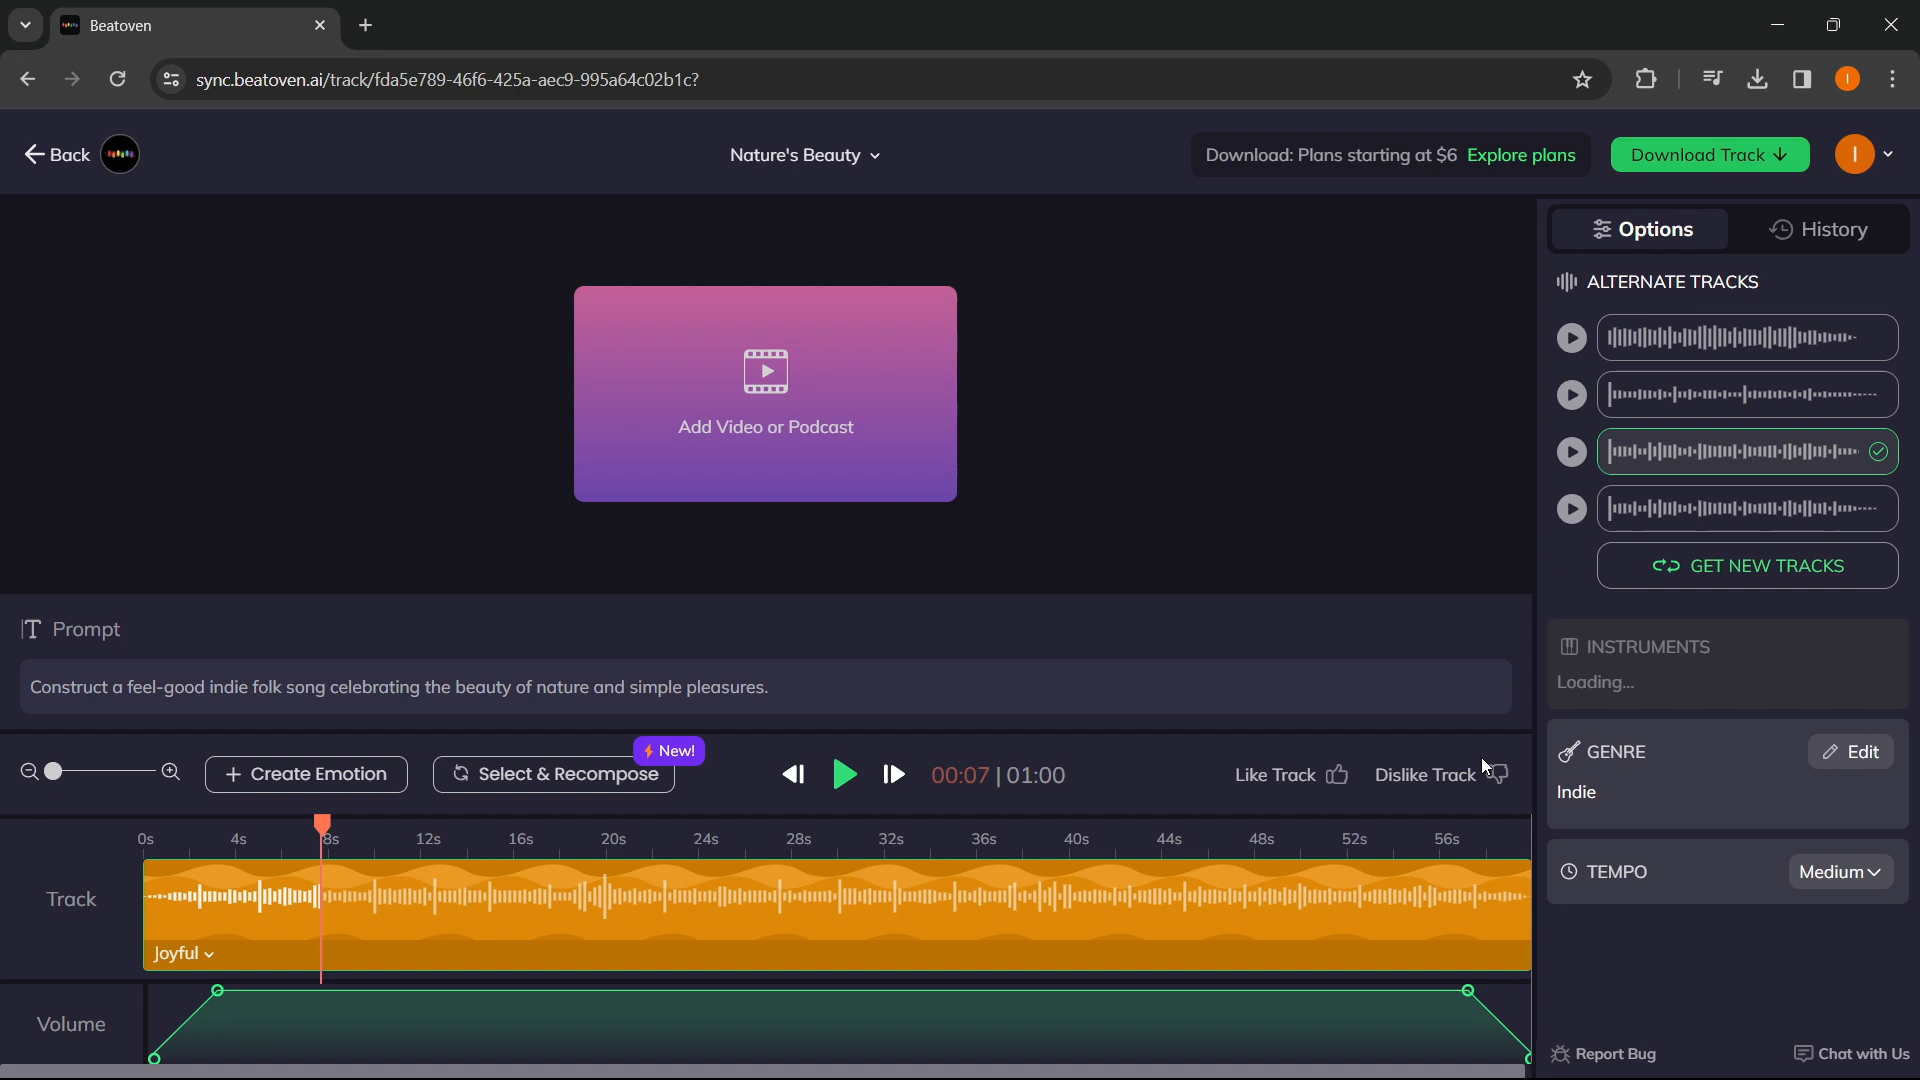 Beatoven
sync.beatoven.ai/track/fda5e789-46f6-425a-aec9-995a64c02b1c?
I
Back
Nature's Beauty
Download: Plans starting at $6 Explore plans
Download Track
I
Options
History
ALTERNATE TRACKS
GET NEW TRACKS
Add Video or Podcast
Prompt
Construct a feel-good indie folk song celebrating the beauty of nature and simple pleasures.
INSTRUMENTS
Loading...
GENRE
Edit
Indie
TEMPO
Medium
Create Emotion
Select & Recompose
New!
00:07 | 01:00
Like Track
Dislike Track
0s 4s 8s 12s 16s 20s 24s 28s 32s 36s 40s 44s 48s 52s 56s
Track
Joyful
Volume
Report Bug
Chat with Us